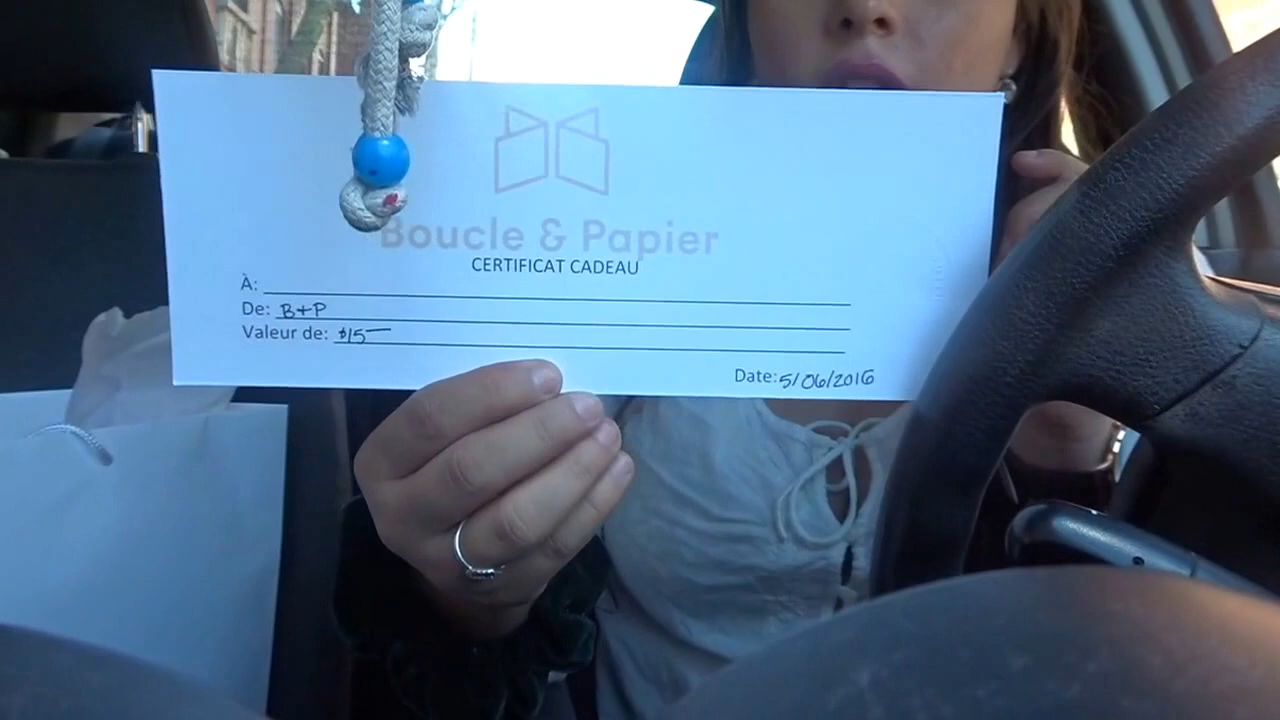 Boucle & Papier
CERTIFICAT CADEAU
À:
De: B+P
Valeur de: $15—
Date: 5/06/2016